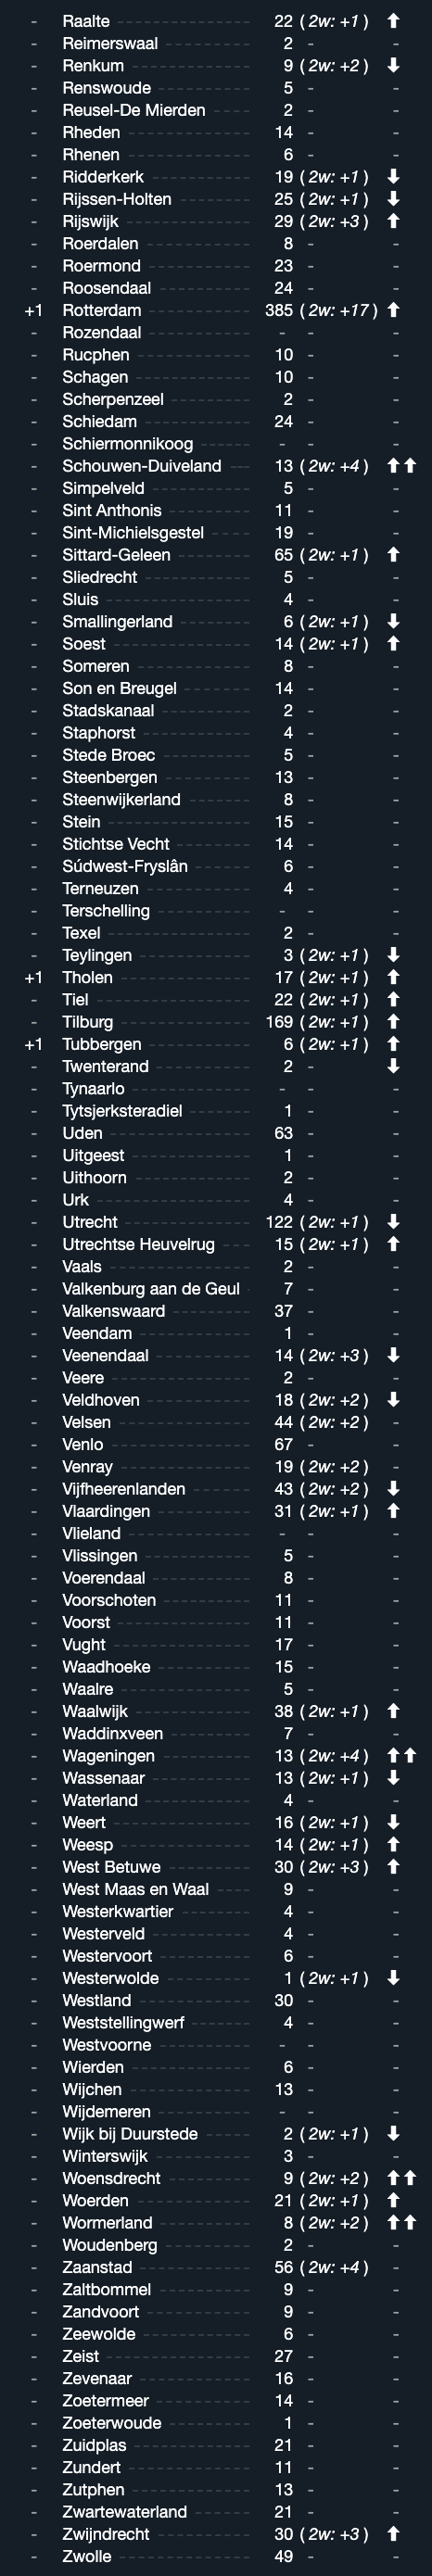 - Raalte 22 ( 2w: +1 ) ⬆
- Reimerswaal 2 - -
- Renkum 9 ( 2w: +2 ) ⬇
- Renswoude 5 - -
- Reusel-De Mierden 2 - -
- Rheden 14 - -
- Rhenen 6 - -
- Ridderkerk 19 ( 2w: +1 ) ⬇
- Rijssen-Holten 25 ( 2w: +1 ) ⬇
- Rijswijk 29 ( 2w: +3 ) ⬆
- Roerdalen 8 - -
- Roermond 23 - -
- Roosendaal 24 - -
+1 Rotterdam 385 ( 2w: +17 ) ⬆
- Rozendaal - - -
- Rucphen 10 - -
- Schagen 10 - -
- Scherpenzeel 2 - -
- Schiedam 24 - -
- Schiermonnikoog - - -
- Schouwen-Duiveland 13 ( 2w: +4 ) ⬆⬆
- Simpelveld 5 - -
- Sint Anthonis 11 - -
- Sint-Michielsgestel 19 - -
- Sittard-Geleen 65 ( 2w: +1 ) ⬆
- Sliedrecht 5 - -
- Sluis 4 - -
- Smallingerland 6 ( 2w: +1 ) ⬇
- Soest 14 ( 2w: +1 ) ⬆
- Someren 8 - -
- Son en Breugel 14 - -
- Stadskanaal 2 - -
- Staphorst 4 - -
- Stede Broec 5 - -
- Steenbergen 13 - -
- Steenwijkerland 8 - -
- Stein 15 - -
- Stichtse Vecht 14 - -
- Súdwest-Fryslân 6 - -
- Terneuzen 4 - -
- Terschelling - - -
- Texel 2 - -
- Teylingen 3 ( 2w: +1 ) ⬇
+1 Tholen 17 ( 2w: +1 ) ⬆
- Tiel 22 ( 2w: +1 ) ⬆
- Tilburg 169 ( 2w: +1 ) ⬆
+1 Tubbergen 6 ( 2w: +1 ) ⬆
- Twenterand 2 - ⬇
- Tynaarlo - - -
- Tytsjerksteradiel 1 - -
- Uden 63 - -
- Uitgeest 1 - -
- Uithoorn 2 - -
- Urk 4 - -
- Utrecht 122 ( 2w: +1 ) ⬇
- Utrechtse Heuvelrug 15 ( 2w: +1 ) ⬆
- Vaals 2 - -
- Valkenburg aan de Geul 7 - -
- Valkenswaard 37 - -
- Veendam 1 - -
- Veenendaal 14 ( 2w: +3 ) ⬇
- Veere 2 - -
- Veldhoven 18 ( 2w: +2 ) ⬇
- Velsen 44 ( 2w: +2 ) -
- Venlo 67 - -
- Venray 19 ( 2w: +2 ) -
- Vijfheerenlanden 43 ( 2w: +2 ) ⬇
- Vlaardingen 31 ( 2w: +1 ) ⬆
- Vlieland - - -
- Vlissingen 5 - -
- Voerendaal 8 - -
- Voorschoten 11 - -
- Voorst 11 - -
- Vught 17 - -
- Waadhoeke 15 - -
- Waalre 5 - -
- Waalwijk 38 ( 2w: +1 ) ⬆
- Waddinxveen 7 - -
- Wageningen 13 ( 2w: +4 ) ⬆⬆
- Wassenaar 13 ( 2w: +1 ) ⬇
- Waterland 4 - -
- Weert 16 ( 2w: +1 ) ⬇
- Weesp 14 ( 2w: +1 ) ⬆
- West Betuwe 30 ( 2w: +3 ) ⬆
- West Maas en Waal 9 - -
- Westerkwartier 4 - -
- Westerveld 4 - -
- Westervoort 6 - -
- Westerwolde 1 ( 2w: +1 ) ⬇
- Westland 30 - -
- Weststellingwerf 4 - -
- Westvoorne - - -
- Wierden 6 - -
- Wijchen 13 - -
- Wijdemeren - - -
- Wijk bij Duurstede 2 ( 2w: +1 ) ⬇
- Winterswijk 3 - -
- Woensdrecht 9 ( 2w: +2 ) ⬆⬆
- Woerden 21 ( 2w: +1 ) ⬆
- Wormerland 8 ( 2w: +2 ) ⬆⬆
- Woudenberg 2 - -
- Zaanstad 56 ( 2w: +4 ) -
- Zaltbommel 9 - -
- Zandvoort 9 - -
- Zeewolde 6 - -
- Zeist 27 - -
- Zevenaar 16 - -
- Zoetermeer 14 - -
- Zoeterwoude 1 - -
- Zuidplas 21 - -
- Zundert 11 - -
- Zutphen 13 - -
- Zwartewaterland 21 - -
- Zwijndrecht 30 ( 2w: +3 ) ⬆
- Zwolle 49 - -